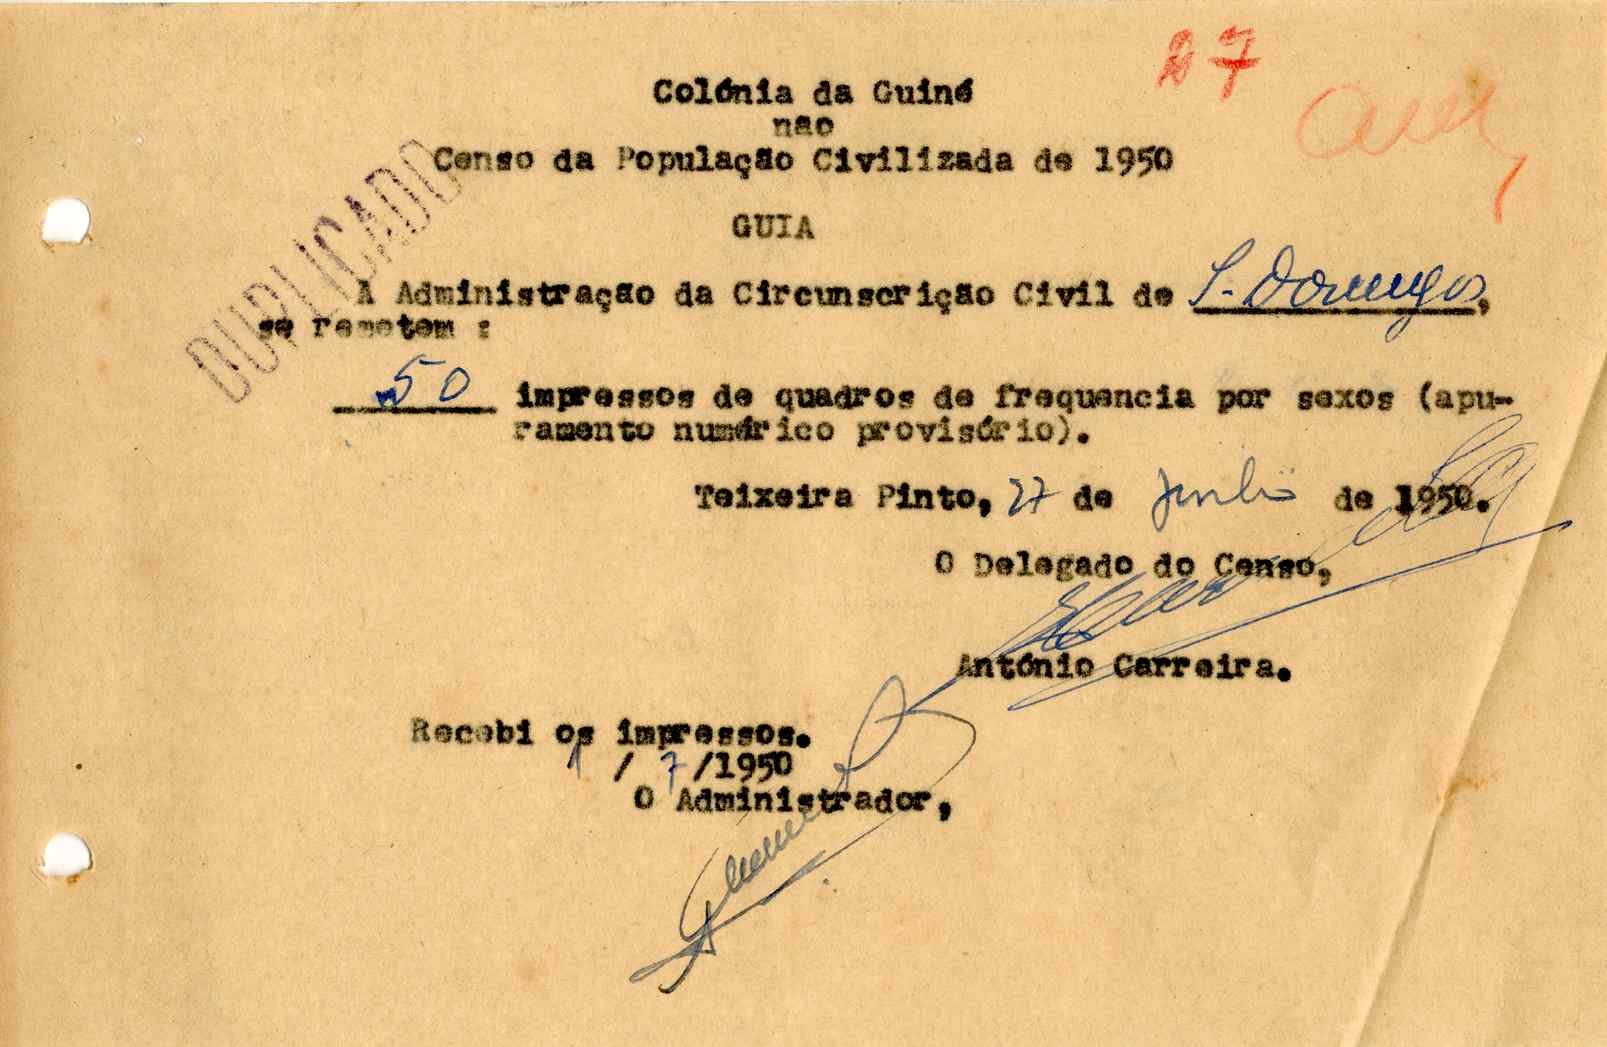 27
Colónia da Guiné
não
Censo da População Civilizada de 1950
DUPLICADO
GUIA
A Administração da Circunscrição Civil de S. Domingos,
se remetem :
50 impressos de quadros de frequencia por sexos (apu-
ramento numérico provisório).
Teixeira Pinto, 27 de Junho de 1950.
O Delegado do Censo,
António Carreira.
Recebi os impressos.
1 / 7 /1950
O Administrador,